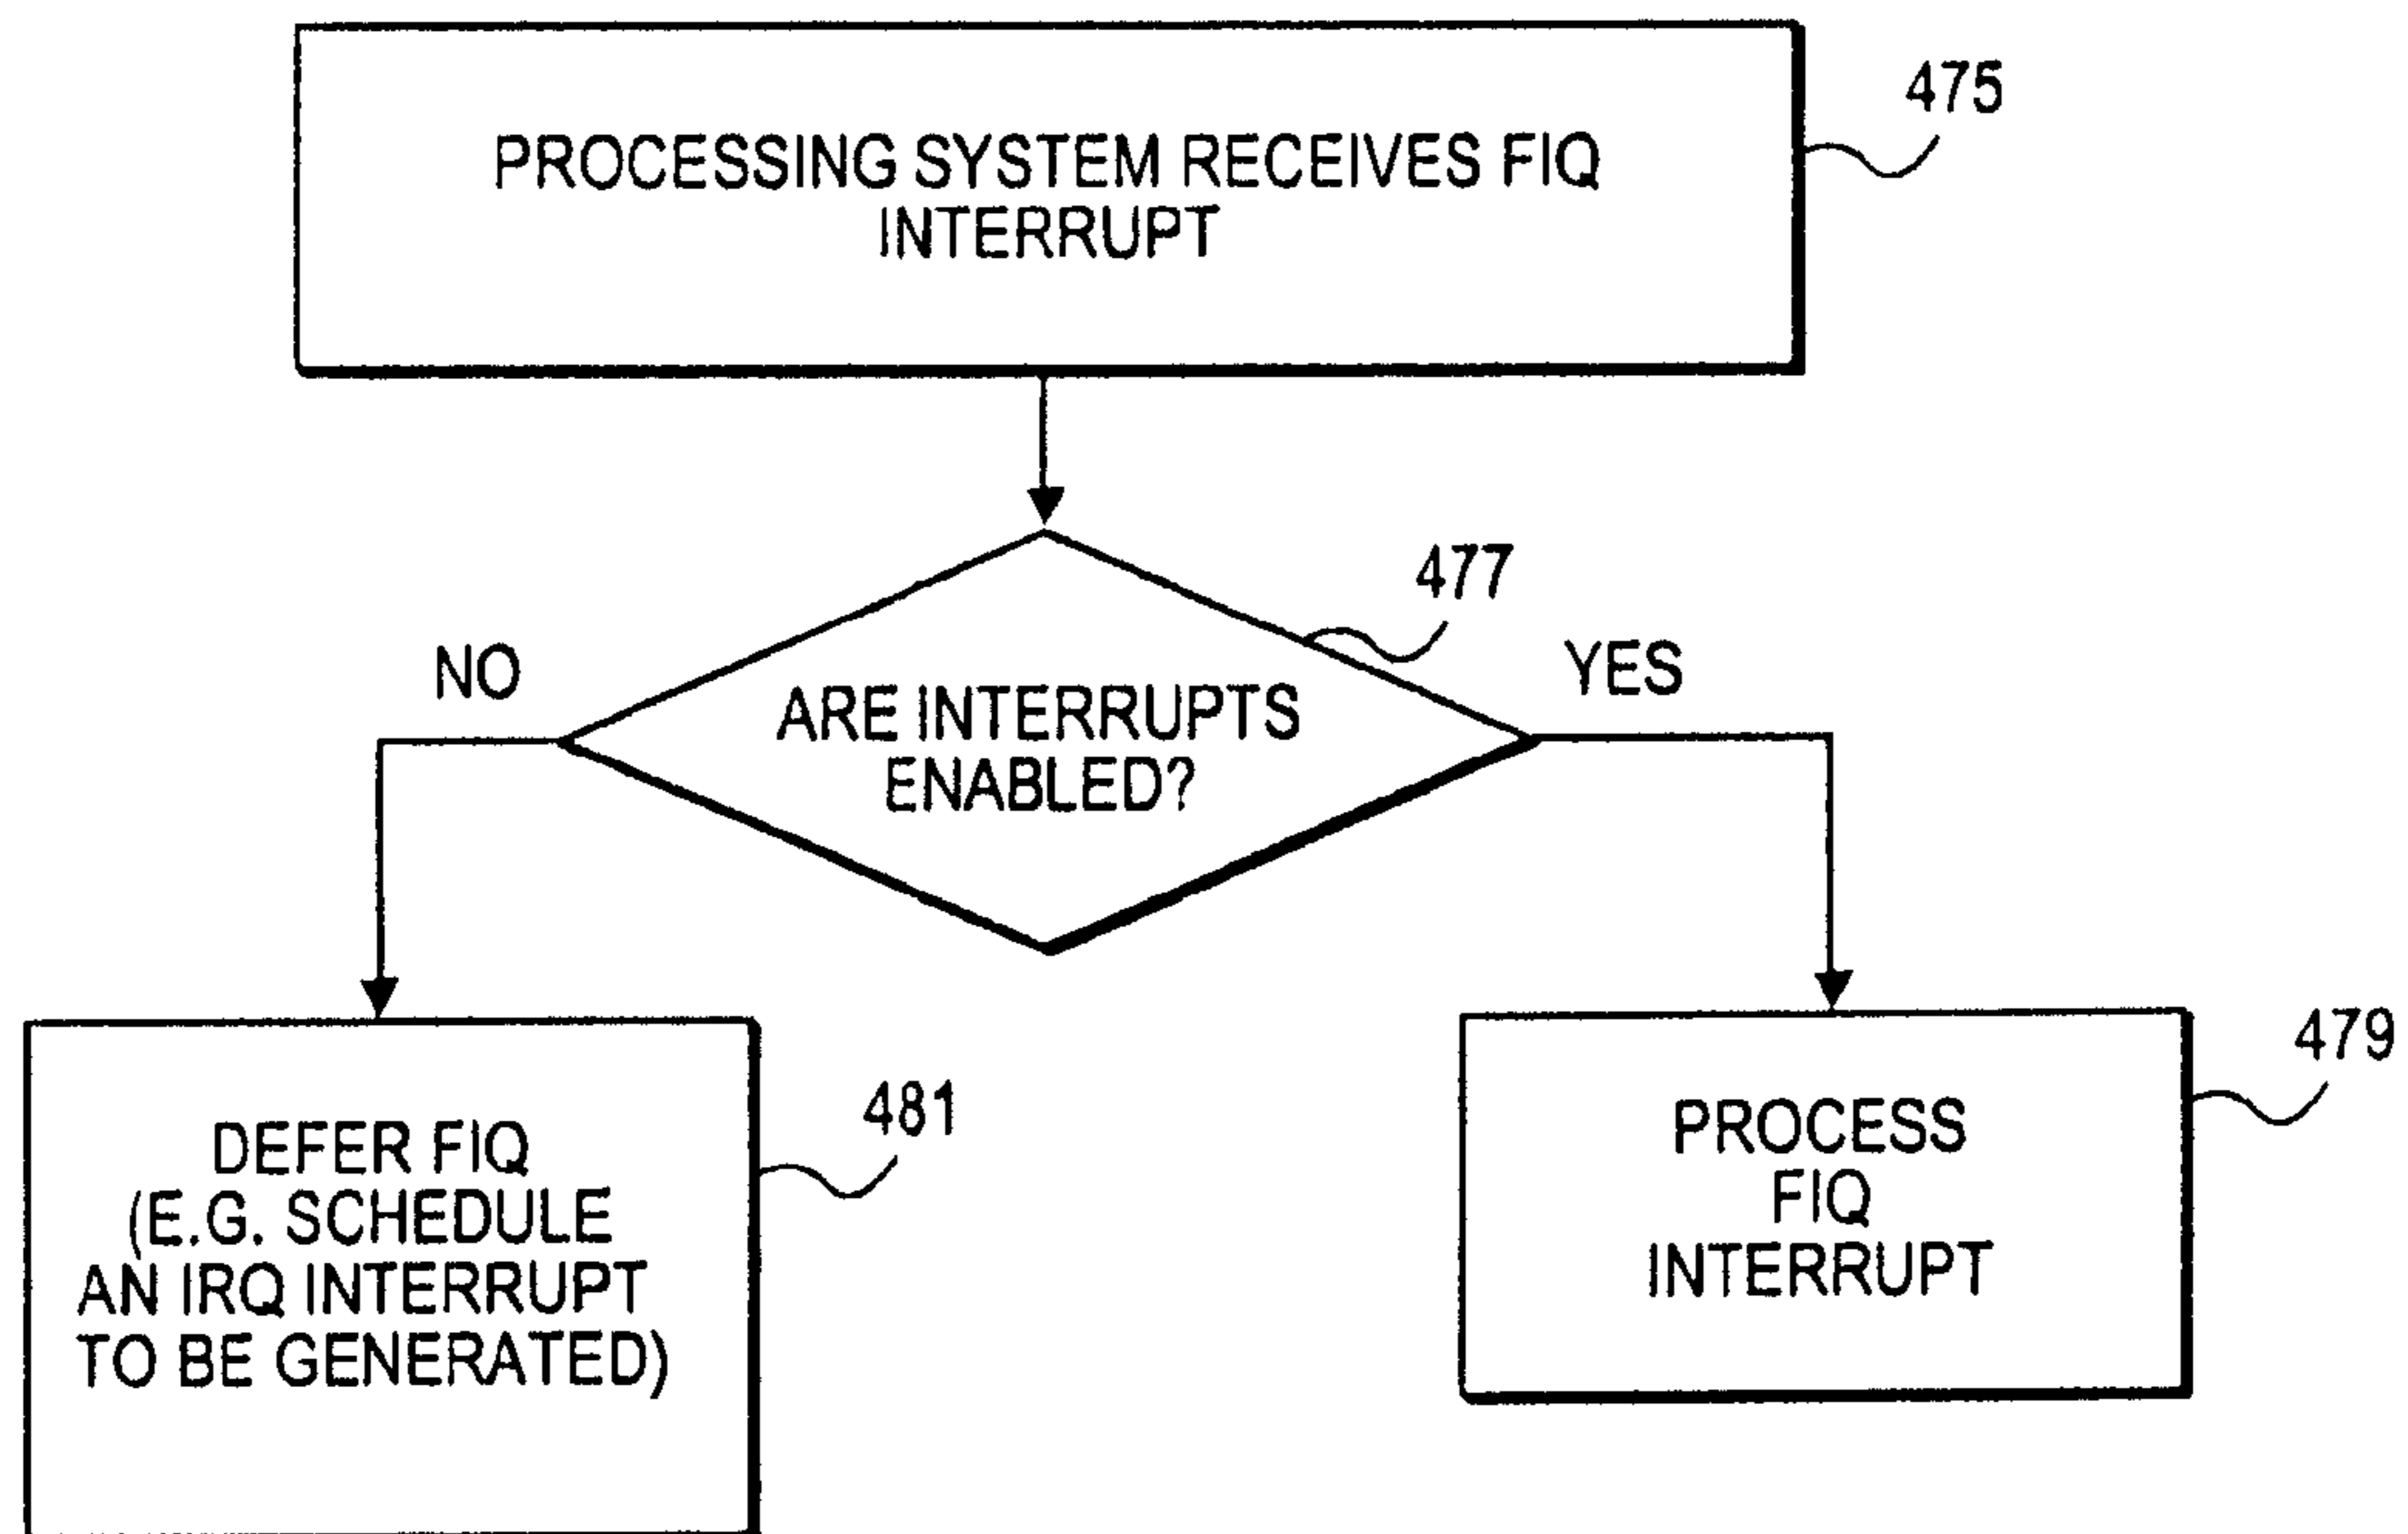 475
PROCESSING SYSTEM RECEIVES FIQ
INTERRUPT
477
NO
YES
ARE INTERRUPTS
ENABLED?
479
481
DEFER FIQ
(E.G. SCHEDULE
AN IRQ INTERRUPT
TO BE GENERATED)
PROCESS
FIQ
INTERRUPT